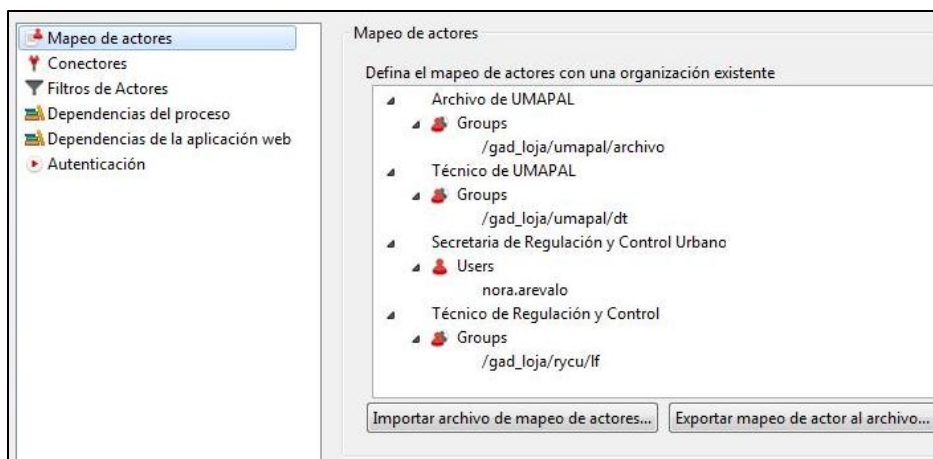 Mapeo de actores
Conectores
Filtros de Actores
Dependencias del proceso
Dependencias de la aplicación web
Autenticación
Mapeo de actores
Defina el mapeo de actores con una organización existente
Archivo de UMAPAL
Groups
/gad_loja/umapal/archivo
Técnico de UMAPAL
Groups
/gad_loja/umapal/dt
Secretaria de Regulación y Control Urbano
Users
nora.arevalo
Técnico de Regulación y Control
Groups
/gad_loja/rycu/lf
Importar archivo de mapeo de actores... Exportar mapeo de actor al archivo...